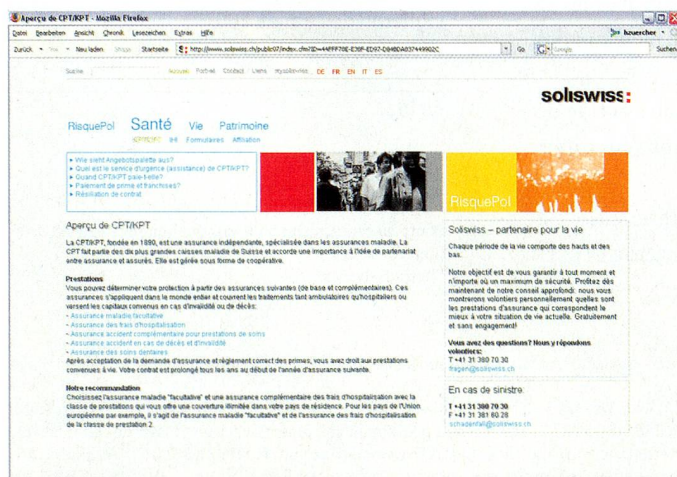 Aperçu de CPT/KPT - Mozilla Firefox
Datei Bearbeiten Ansicht Chronik Lesezeichen Extras Hilfe
hzuercher
Zurück Neu laden Stopp Startseite
Go
Google
Suchen
Suche
Accueil Portrait Contact Liens mysoliswiss DE FR EN IT ES
soliswiss:
RisquePol Santé Vie Patrimoine
KPT/CPT IHI Formulaires Affiliation
Wie sieht Angebotspalette aus?
Quel est le service d'urgence (assistance) de CPT/KPT?
Quand CPT/KPT paie-t-elle?
Paiement de prime et franchises?
Résiliation de contrat
RisquePol
Aperçu de CPT/KPT
La CPT/KPT, fondée en 1890, est une assurance indépendante, spécialisée dans les assurances maladie. La
CPT fait partie des dix plus grandes caisses maladie de Suisse et accorde une importance à l'idée de partenariat
entre assurance et assurés. Elle est gérée sous forme de coopérative.
Prestations
Vous pouvez déterminer votre protection à partir des assurances suivantes (de base et complémentaires). Ces
assurances s'appliquent dans le monde entier et couvrent les traitements tant ambulatoires qu'hospitaliers ou
versent les capitaux convenus en cas d'invalidité ou de décès:
- Assurance maladie facultative
- Assurance des frais d'hospitalisation
- Assurance accident complémentaire pour prestations de soins
- Assurance accident en cas de décès et d'invalidité
- Assurance des soins dentaires
Après acceptation de la demande d'assurance et règlement correct des primes, vous avez droit aux prestations
convenues à vie. Votre contrat est prolongé tous les ans au début de l'année d'assurance suivante.
Notre recommandation
Choisissez l'assurance maladie "facultative" et une assurance complémentaire des frais d'hospitalisation avec la
classe de prestations qui vous offre une couverture illimitée dans votre pays de résidence. Pour les pays de l'Union
européenne par exemple, il s'agit de l'assurance maladie "facultative" et de l'assurance des frais d'hospitalisation
de la classe de prestation 2.
Soliswiss – partenaire pour la vie
Chaque période de la vie comporte des hauts et des
bas.
Notre objectif est de vous garantir à tout moment et
n'importe où un maximum de sécurité. Profitez dès
maintenant de notre conseil approfondi: nous vous
montrerons volontiers personnellement quelles sont
les prestations d'assurance qui correspondent le
mieux à votre situation de vie actuelle. Gratuitement
et sans engagement!
Vous avez des questions? Nous y répondons
volontiers:
T +41 31 380 70 30
fragen@soliswiss.ch
En cas de sinistre:
T +41 31 380 70 30
F +41 31 381 60 28
schadenfall@soliswiss.ch